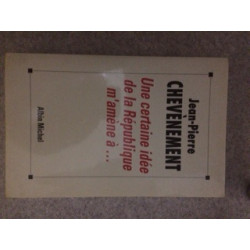 Jean-Pierre
CHEVÈNEMENT
Une certaine idée
de la République
m'amène à...
Albin Michel